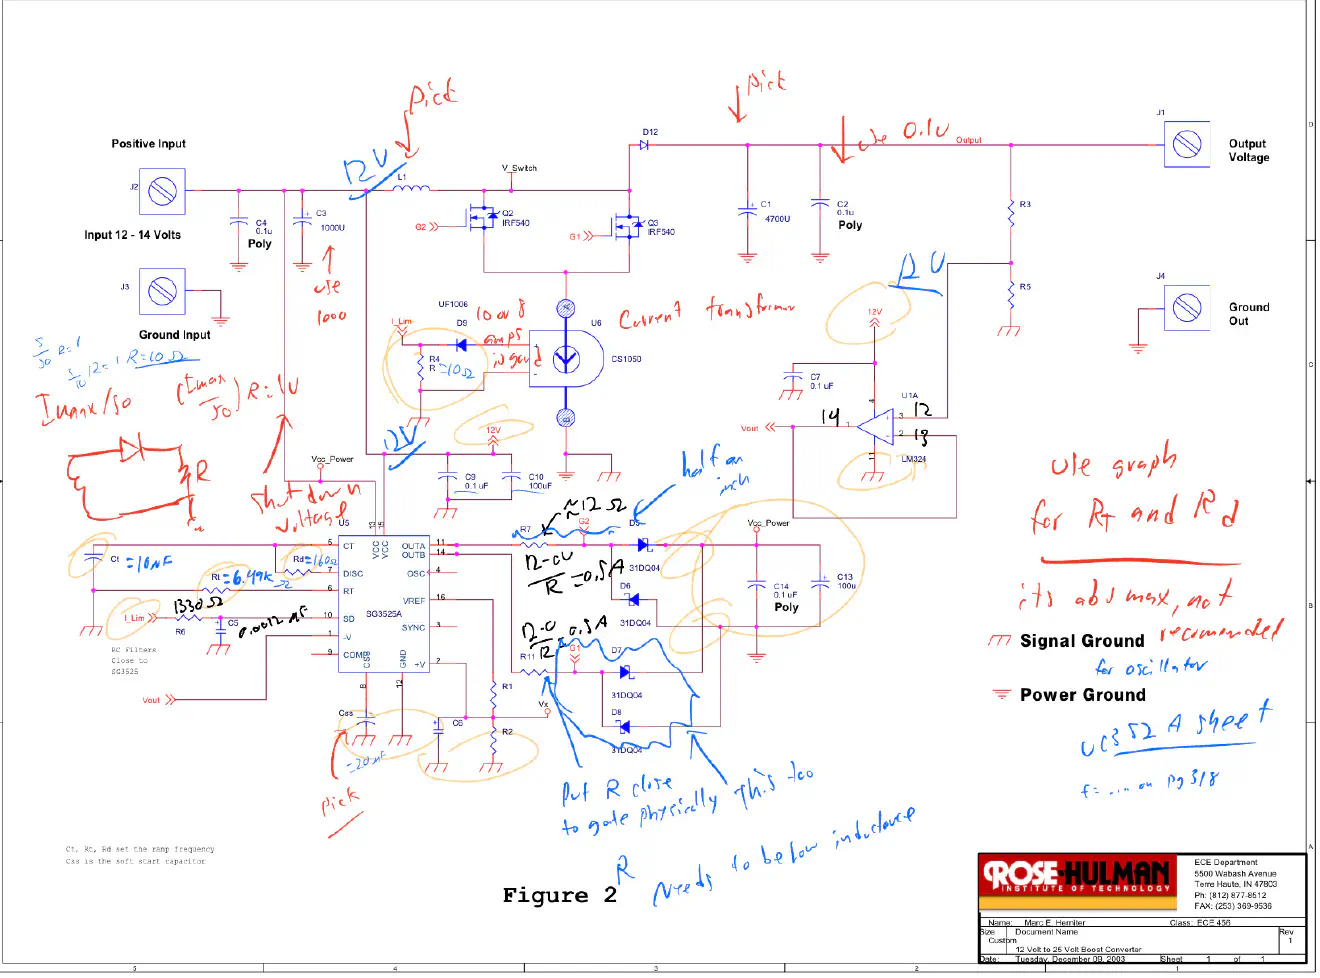 pick
pick
use 0.1u
Output
J1
Output
Voltage
Positive Input
J2
12V
L1
V_Switch
D12
C4
0.1u
Poly
C3
1000U
G2
Q2
IRF540
G1
Q3
IRF540
C1
4700U
C2
0.1u
Poly
R3
Input 12 - 14 Volts
use
1000
J3
Ground Input
UF1006
I_Lim
D9
10 or 8
amps
is good
R4
R
=10Ω
U6
CS1050
Current transformer
12V
12V
R5
J4
Ground
Out
5/50 R=1
5/10
R=10Ω
Imax/50
(Imax/50) R=1V
R
Shut down
voltage
C7
0.1 uF
U1A
LM324
14
1
3
12
2
13
4
11
Vout
12V
12V
Vcc_Power
C9
0.1 uF
C10
100uF
half an
inch
use graph
for RT and Rd
its abs max, not
recomended
for oscillator
U5
SG3525A
5
CT
7
DISC
6
RT
10
SD
1
-V
9
COMP
13
15
VCC
VCC
OUTA
11
OUTB
14
OSC
4
VREF
16
SYNC
3
+V
2
CSS
8
GND
12
Ct
=10nF
Rd
=160Ω
Rt
=6.49k
Ω
I_Lim
1330Ω
R6
C5
0.0012
RC Filters
Close to
SG3525
Vout
R7
≈12Ω
G2
D5
31DQ04
12-0V/R=0.5A
D6
31DQ04
12-0/12
0.5A
R11
G1
D7
31DQ04
D8
31DQ04
Vcc_Power
C14
0.1 uF
Poly
C13
100u
Signal Ground
Power Ground
R1
R2
Vx
Css
C6
pick
UC352 A sheet
on pg 3/8
Put R close
to gate physically
This too
R
Needs to be low inductance
Ct, Rt, Rd set the ramp frequency
Css is the soft start capacitor
Figure 2
ROSE-HULMAN
INSTITUTE OF TECHNOLOGY
ECE Department
5500 Wabash Avenue
Terre Haute, IN 47803
Ph: (812) 877-8512
FAX: (253) 369-9536
Name: Marc E. Herniter
Class: ECE 456
Size
Custom
Document Name
12 Volt to 25 Volt Boost Converter
Rev
1
Date: Tuesday, December 09, 2003
Sheet 1 of 1
5
4
3
2
1
D
C
B
A